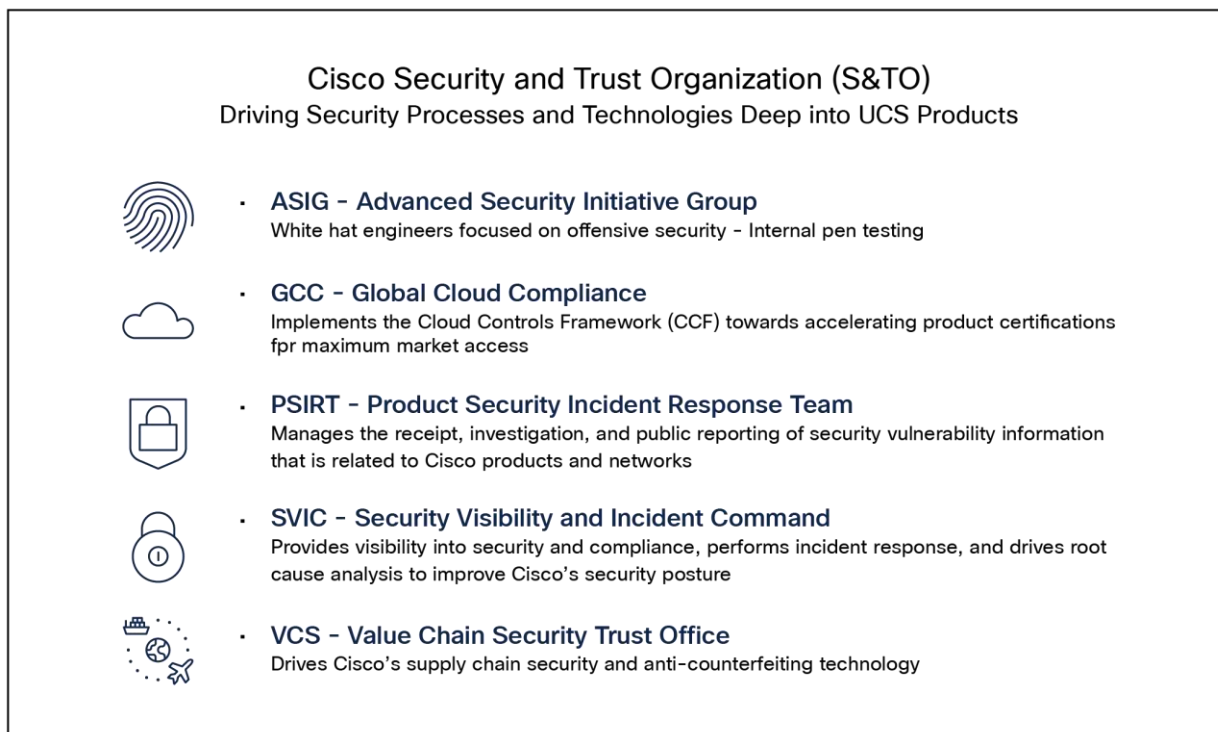 Cisco Security and Trust Organization (S&TO)
Driving Security Processes and Technologies Deep into UCS Products
▪ ASIG - Advanced Security Initiative Group
White hat engineers focused on offensive security - Internal pen testing
▪ GCC - Global Cloud Compliance
Implements the Cloud Controls Framework (CCF) towards accelerating product certifications
fpr maximum market access
▪ PSIRT - Product Security Incident Response Team
Manages the receipt, investigation, and public reporting of security vulnerability information
that is related to Cisco products and networks
▪ SVIC - Security Visibility and Incident Command
Provides visibility into security and compliance, performs incident response, and drives root
cause analysis to improve Cisco’s security posture
▪ VCS - Value Chain Security Trust Office
Drives Cisco’s supply chain security and anti-counterfeiting technology